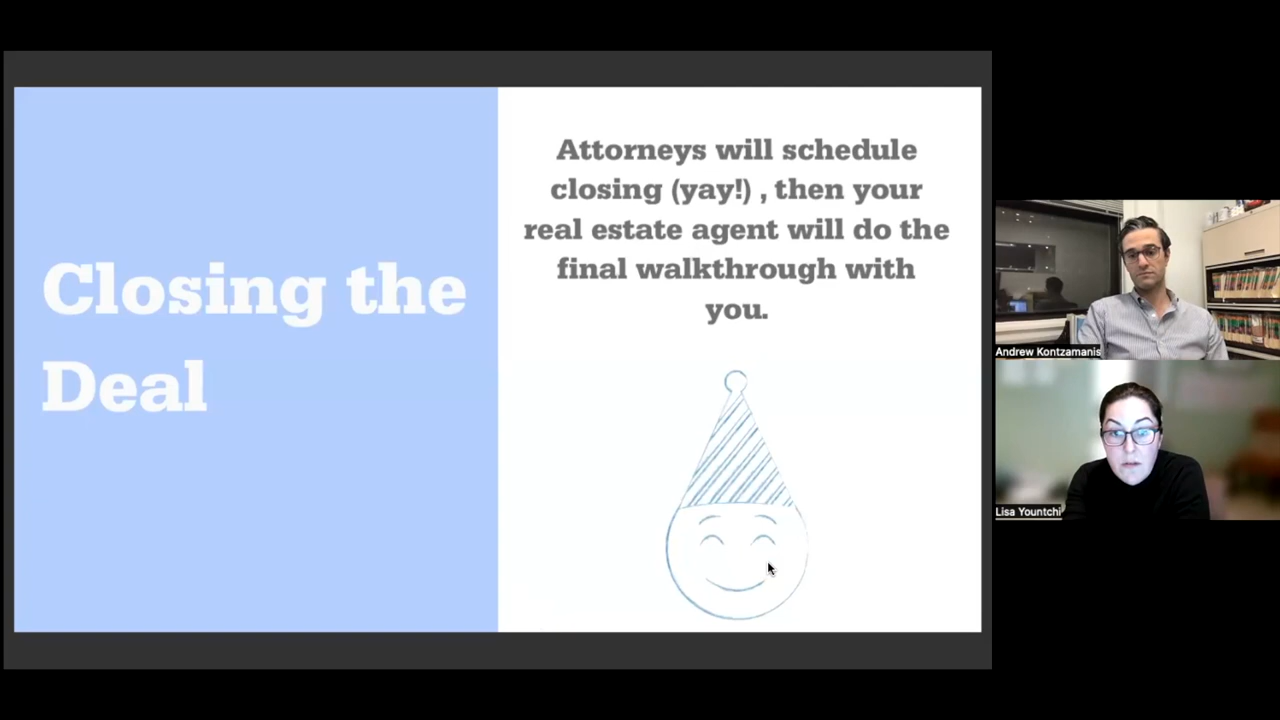 Closing the
Deal
Attorneys will schedule
closing (yay!) , then your
real estate agent will do the
final walkthrough with
you.
Andrew Kontzamanis
Lisa Yountchi